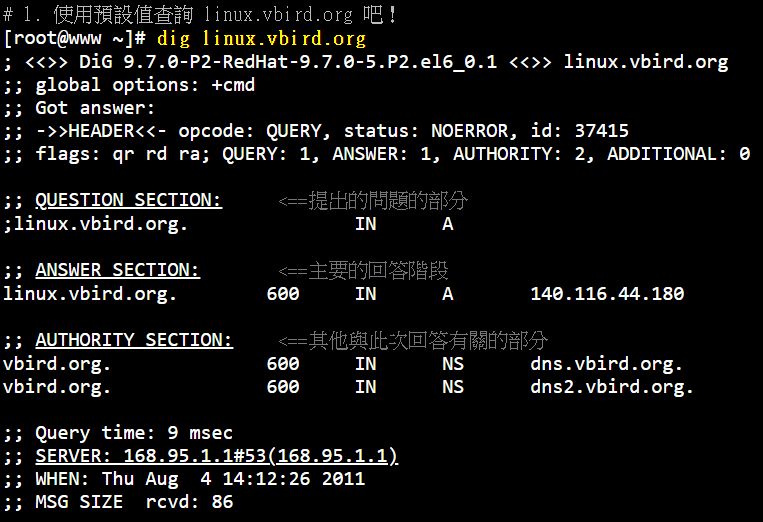 # 1. 使用預設值查詢 linux.vbird.org 吧！
[root@www ~]# dig linux.vbird.org
; <<>> DiG 9.7.0-P2-RedHat-9.7.0-5.P2.el6_0.1 <<>> linux.vbird.org
;; global options: +cmd
;; Got answer:
;; ->>HEADER<<- opcode: QUERY, status: NOERROR, id: 37415
;; flags: qr rd ra; QUERY: 1, ANSWER: 1, AUTHORITY: 2, ADDITIONAL: 0
;; QUESTION SECTION: <==提出的問題的部分
;linux.vbird.org. IN A
;; ANSWER SECTION: <==主要的回答階段
linux.vbird.org. 600 IN A 140.116.44.180
;; AUTHORITY SECTION: <==其他與此次回答有關的部分
vbird.org. 600 IN NS dns.vbird.org.
vbird.org. 600 IN NS dns2.vbird.org.
;; Query time: 9 msec
;; SERVER: 168.95.1.1#53(168.95.1.1)
;; WHEN: Thu Aug 4 14:12:26 2011
;; MSG SIZE rcvd: 86